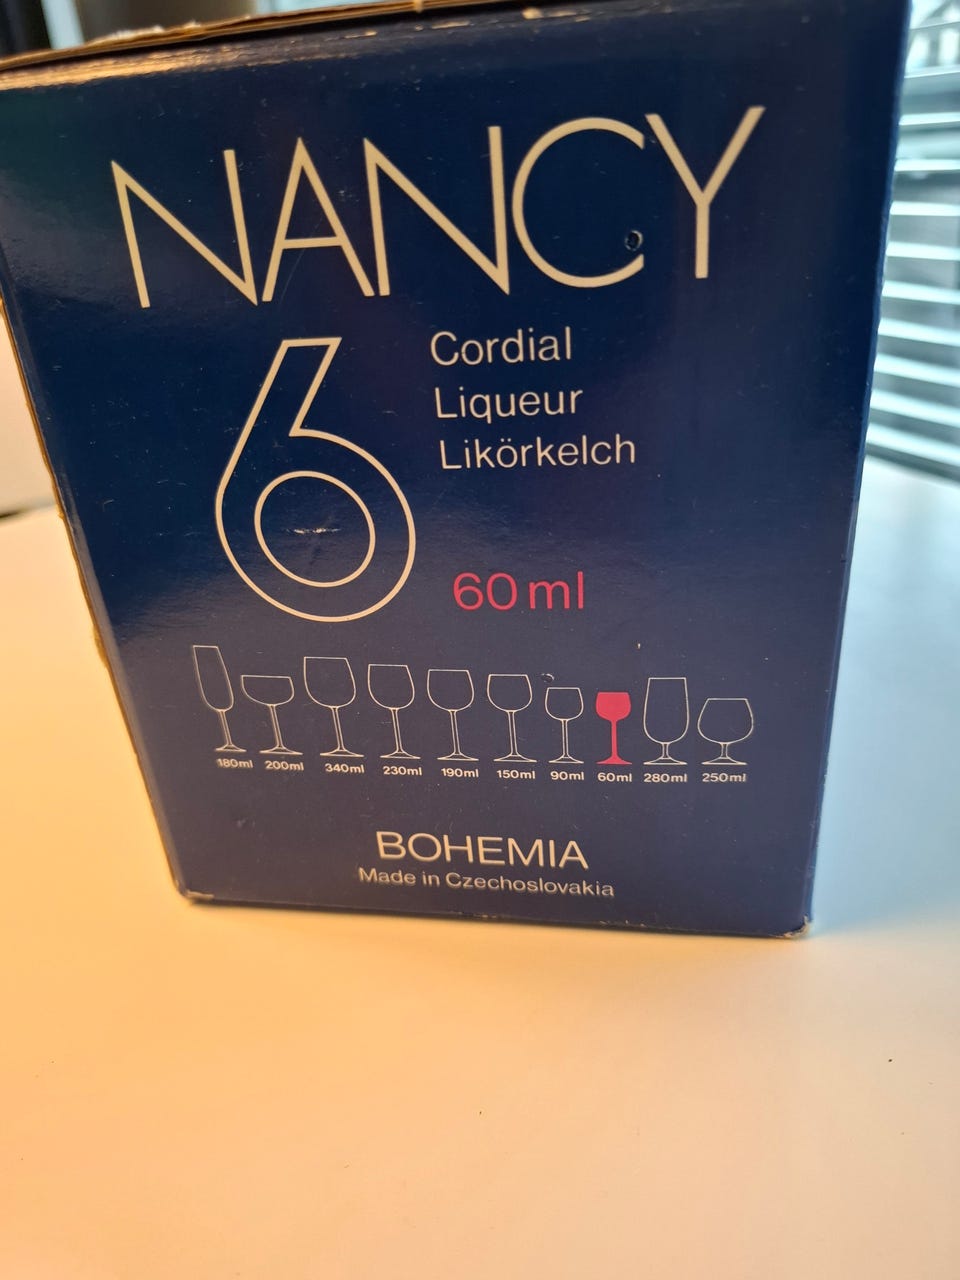 NANCY
6
Cordial
Liqueur
Likörkelch
60 ml
180ml 200ml 340ml 230ml 190ml 150ml 90ml 60ml 280ml 250ml
BOHEMIA
Made in Czechoslovakia